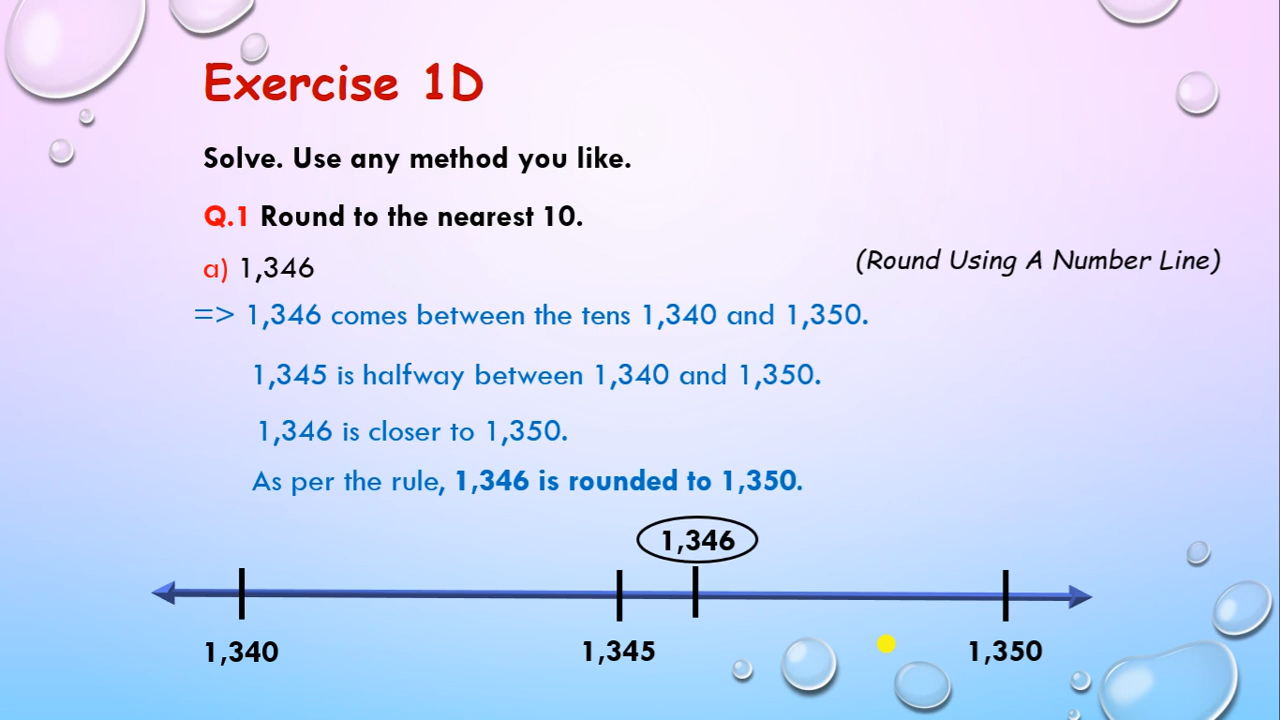 Exercise 1D
Solve. Use any method you like.
Q.1 Round to the nearest 10.
a) 1,346
(Round Using A Number Line)
=> 1,346 comes between the tens 1,340 and 1,350.
1,345 is halfway between 1,340 and 1,350.
1,346 is closer to 1,350.
As per the rule, 1,346 is rounded to 1,350.
1,346
1,340 1,345 1,350